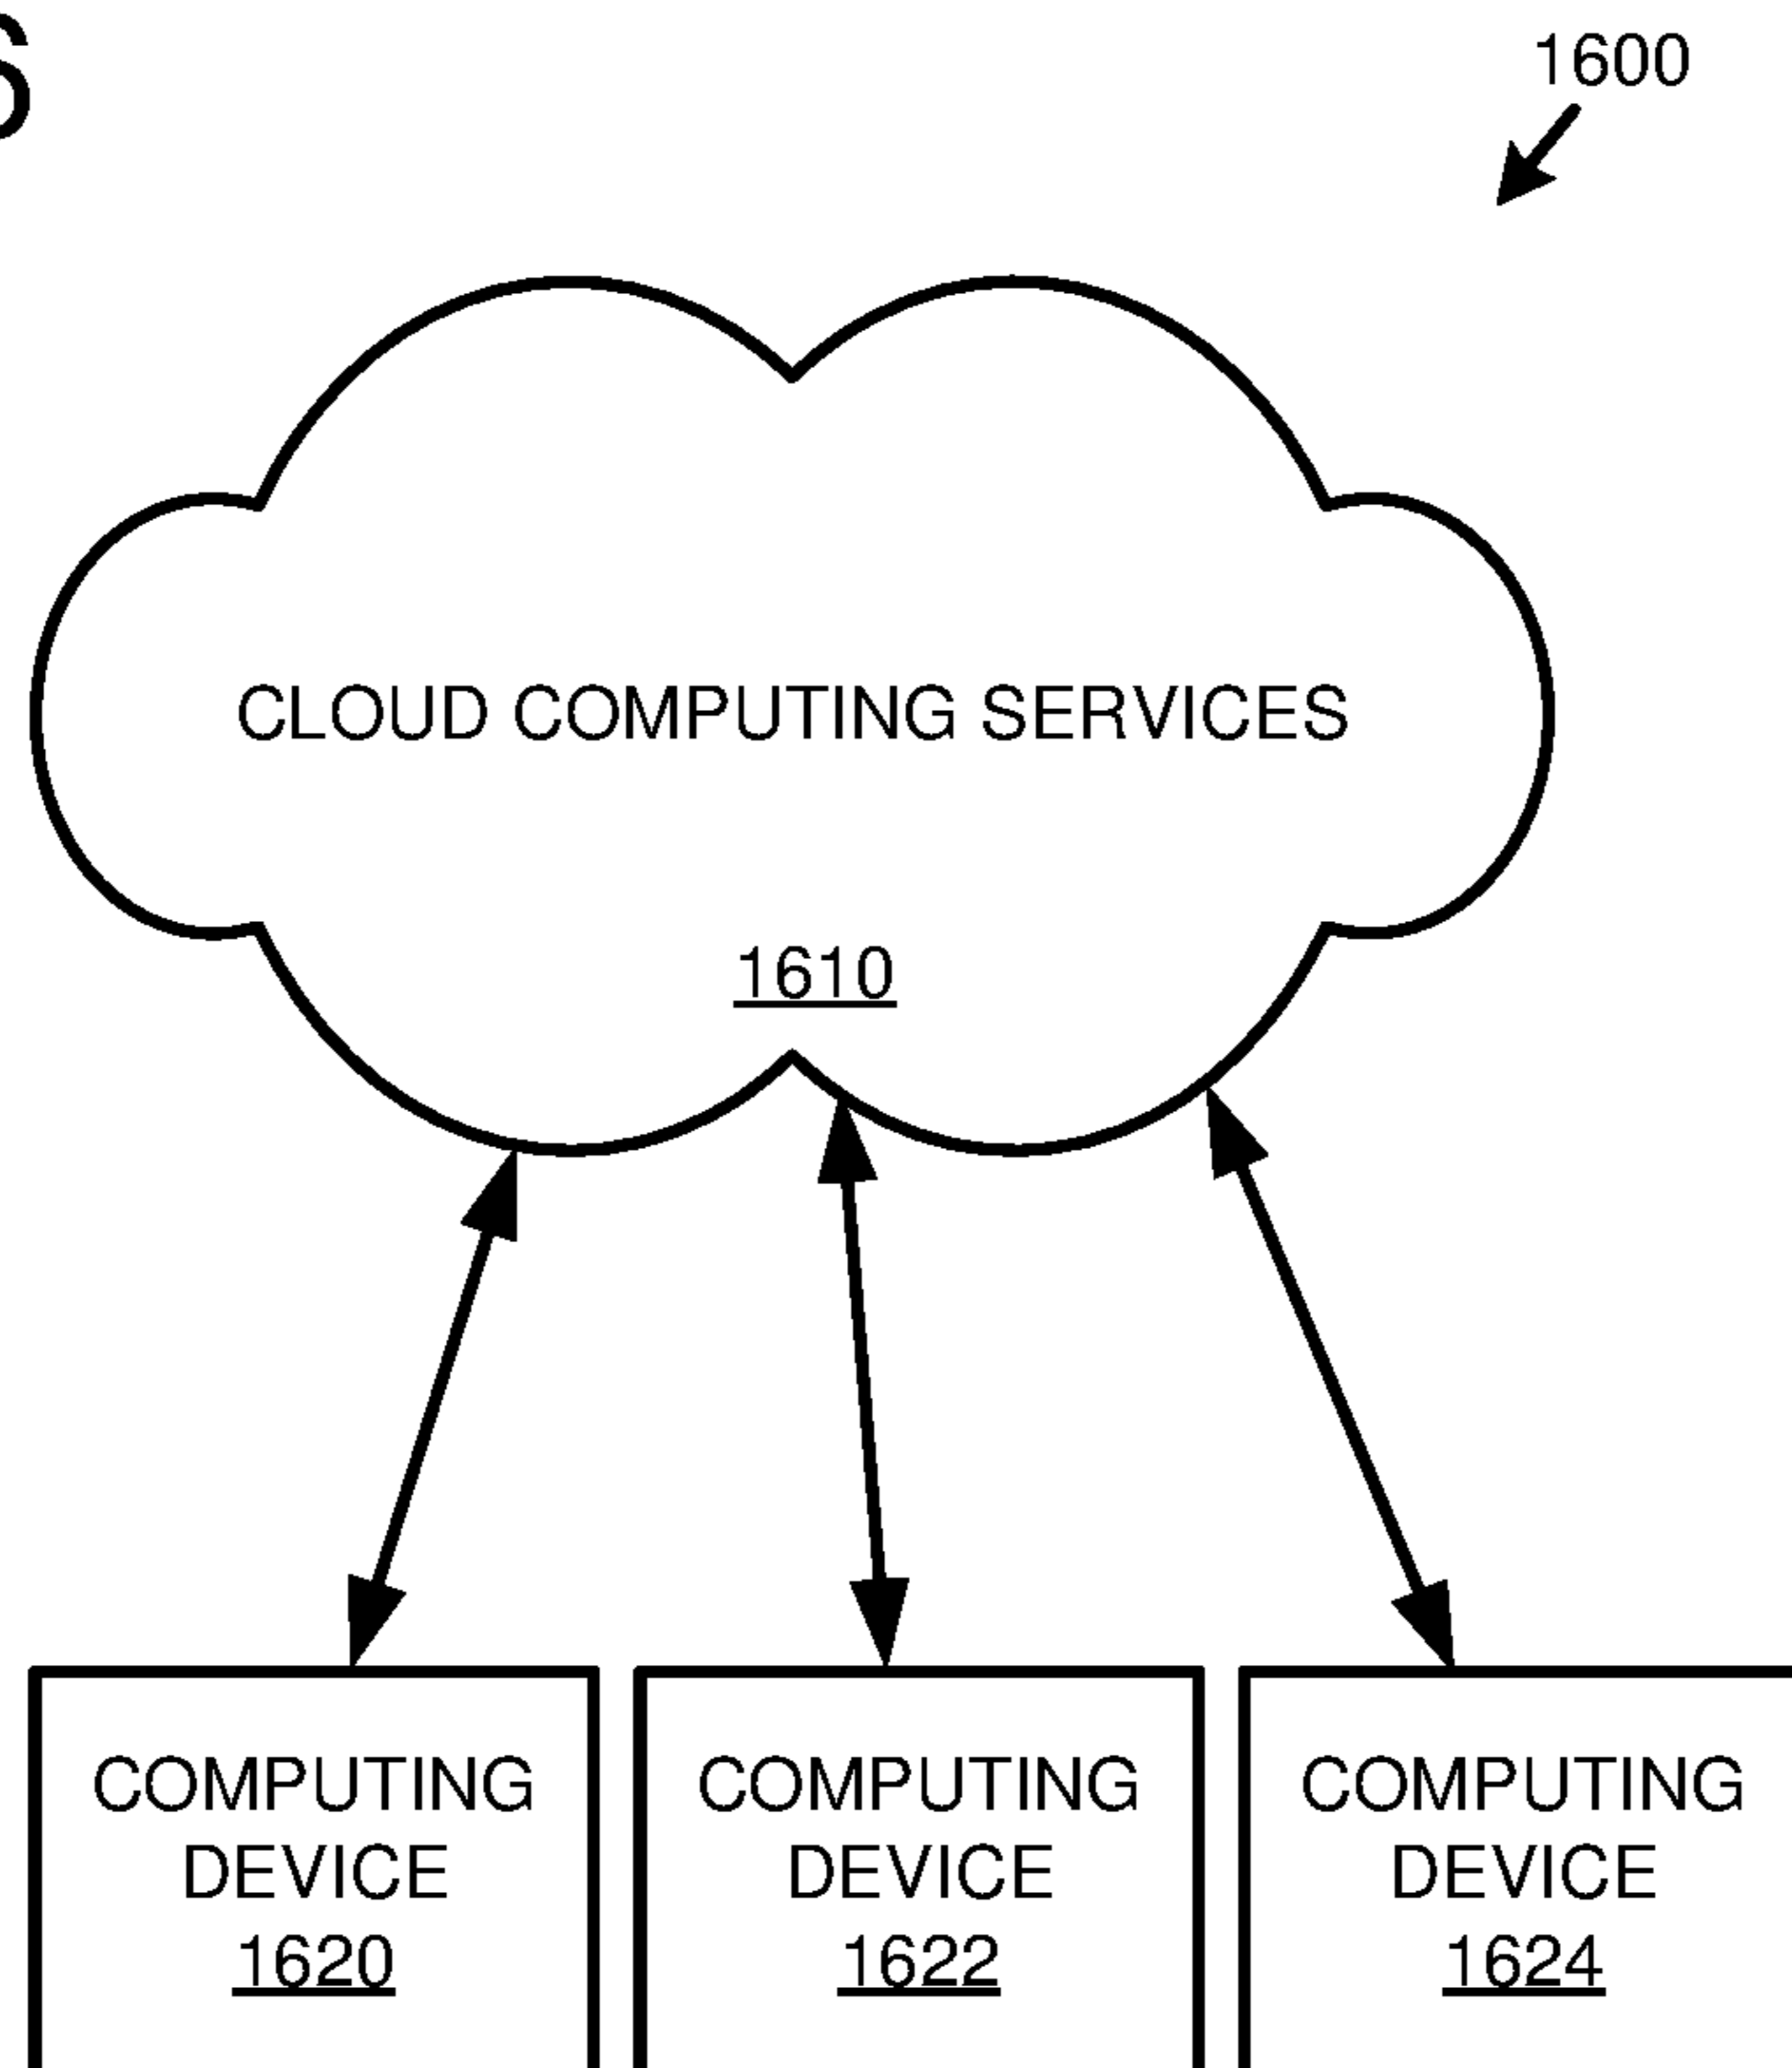 1600
CLOUD COMPUTING SERVICES
1610
COMPUTING
DEVICE
1620
COMPUTING
DEVICE
1622
COMPUTING
DEVICE
1624